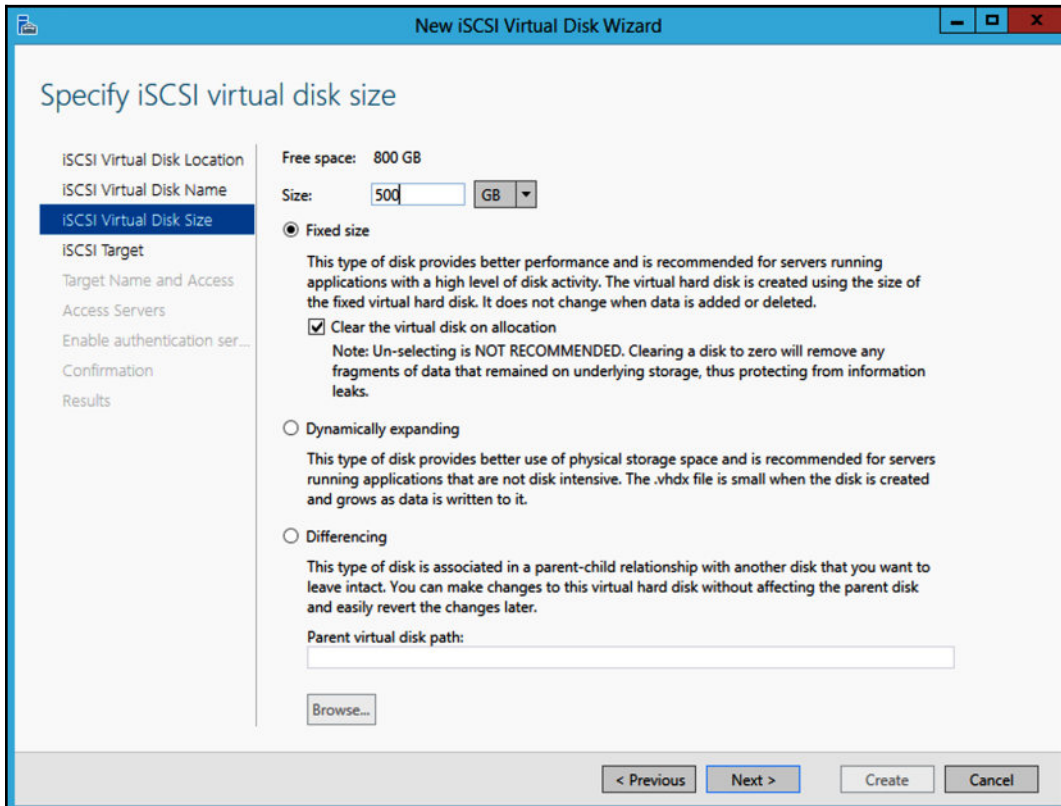 New iSCSI Virtual Disk Wizard
Specify iSCSI virtual disk size
iSCSI Virtual Disk Location
iSCSI Virtual Disk Name
iSCSI Virtual Disk Size
iSCSI Target
Target Name and Access
Access Servers
Enable authentication ser...
Confirmation
Results
Free space: 800 GB
Size: 500 GB
Fixed size
This type of disk provides better performance and is recommended for servers running
applications with a high level of disk activity. The virtual hard disk is created using the size of
the fixed virtual hard disk. It does not change when data is added or deleted.
Clear the virtual disk on allocation
Note: Un-selecting is NOT RECOMMENDED. Clearing a disk to zero will remove any
fragments of data that remained on underlying storage, thus protecting from information
leaks.
Dynamically expanding
This type of disk provides better use of physical storage space and is recommended for servers
running applications that are not disk intensive. The .vhdx file is small when the disk is created
and grows as data is written to it.
Differencing
This type of disk is associated in a parent-child relationship with another disk that you want to
leave intact. You can make changes to this virtual hard disk without affecting the parent disk
and easily revert the changes later.
Parent virtual disk path:
Browse...
< Previous Next > Create Cancel